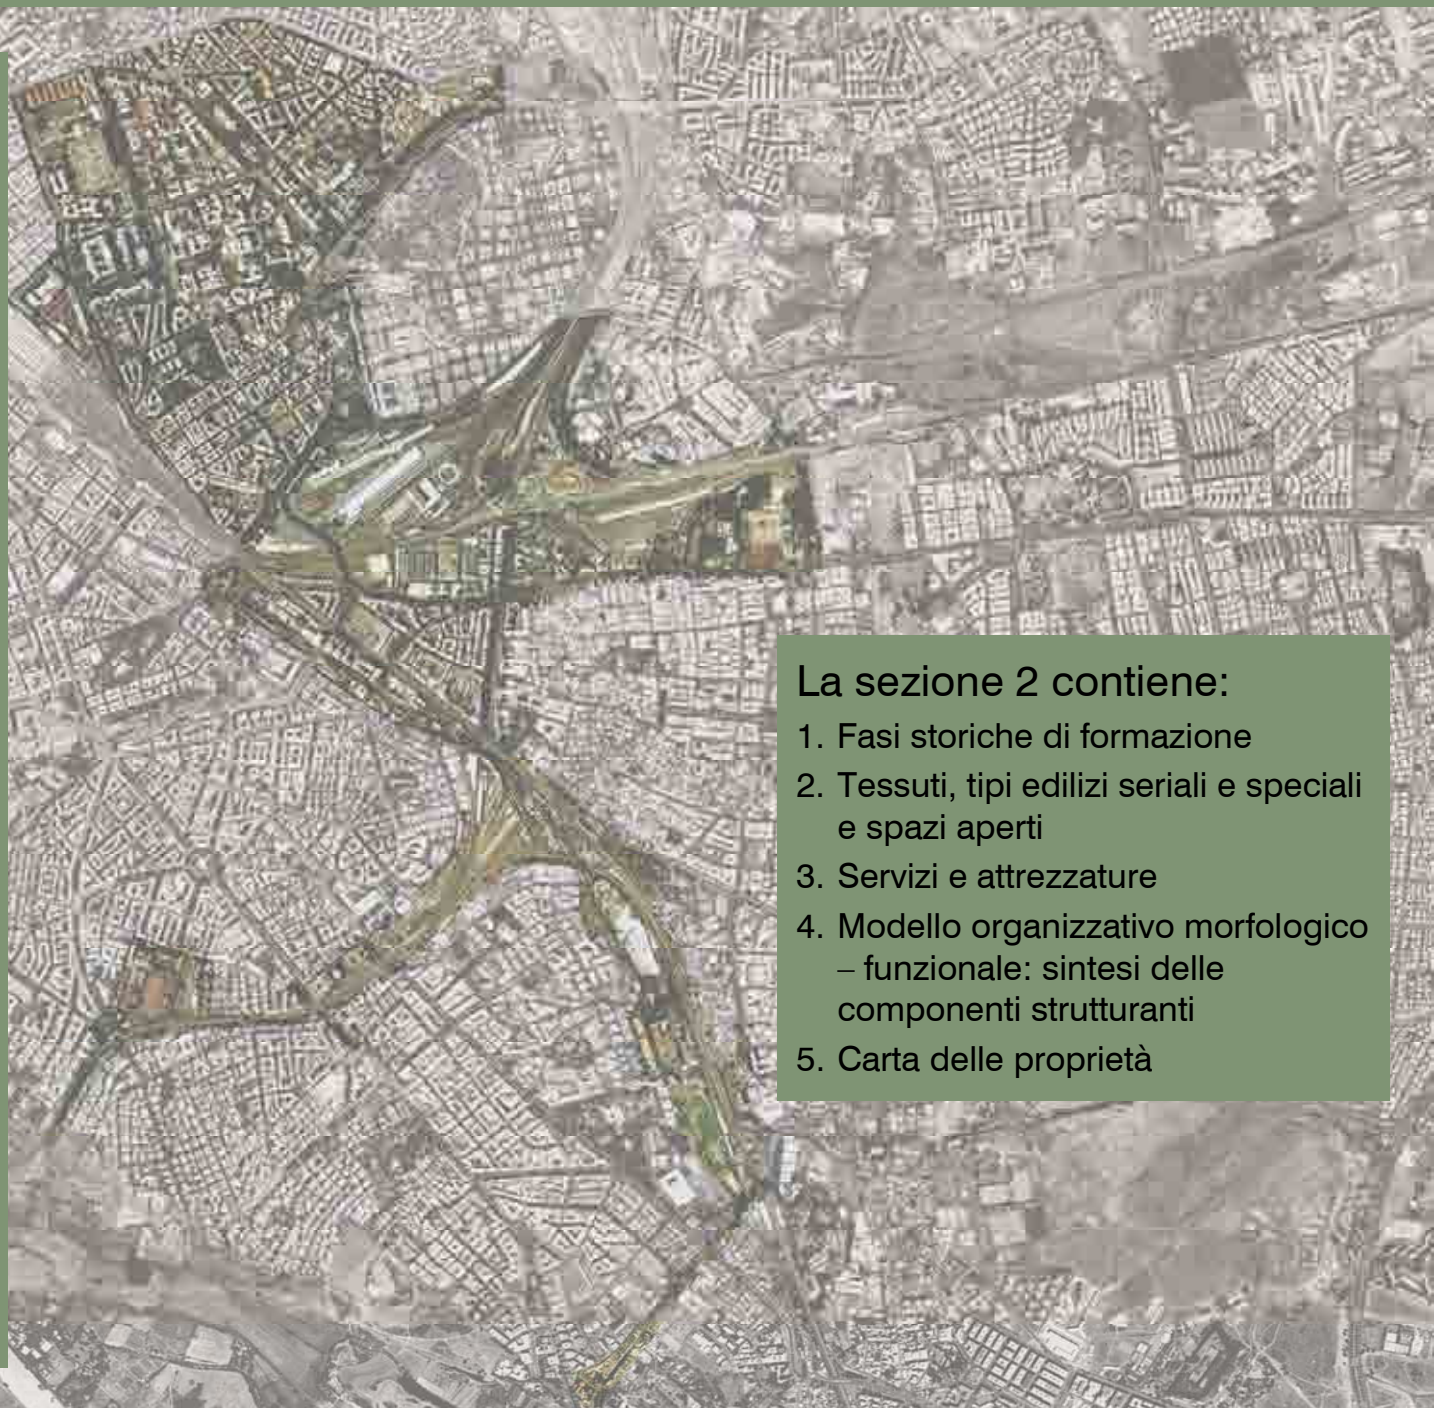 La sezione 2 contiene:
1. Fasi storiche di formazione
2. Tessuti, tipi edilizi seriali e speciali
e spazi aperti
3. Servizi e attrezzature
4. Modello organizzativo morfologico
– funzionale: sintesi delle
componenti strutturanti
5. Carta delle proprietà